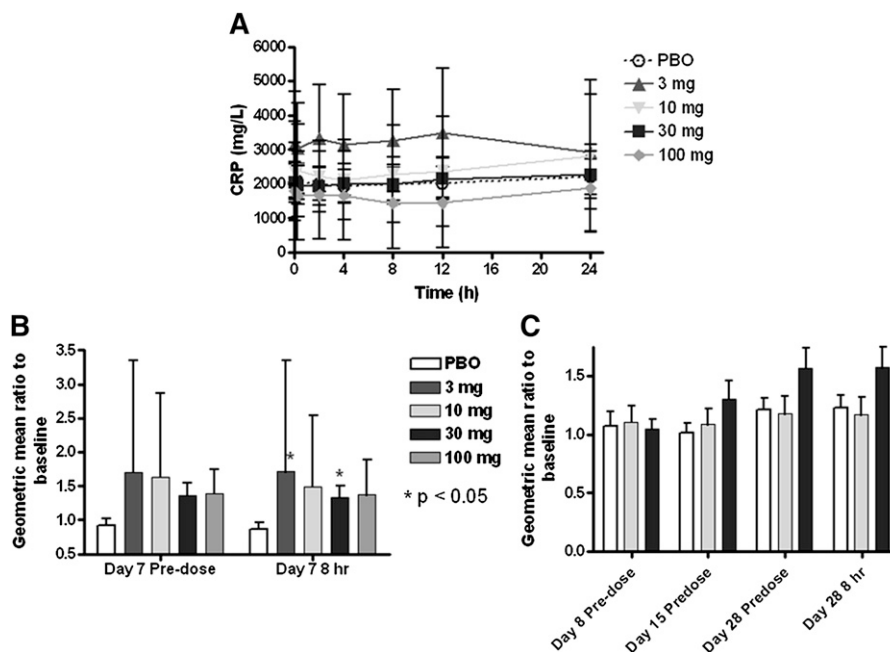 A
CRP (mg/L)
6000
5000
4000
3000
2000
1000
0
0 4 8 12 16 20 24
Time (h)
PBO
3 mg
10 mg
30 mg
100 mg
B
Geometric mean ratio to
baseline
3.5
3.0
2.5
2.0
1.5
1.0
0.5
* *
Day 7 Pre-dose Day 7 8 hr
PBO
3 mg
10 mg
30 mg
100 mg
* p < 0.05
C
Geometric mean ratio to
baseline
1.5
1.0
0.5
0.0
Day 8 Pre-dose
Day 15 Predose
Day 28 Predose
Day 28 8 hr